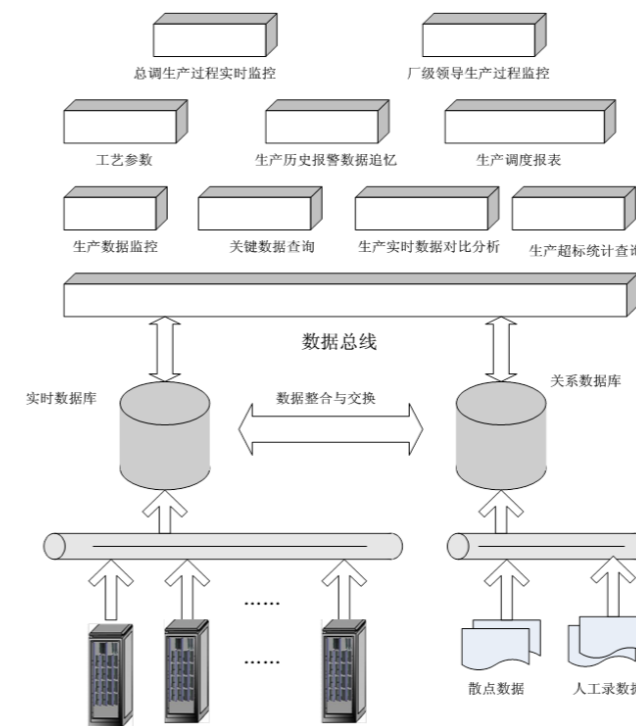 总调生产过程实时监控
厂级领导生产过程监控
工艺参数
生产历史报警数据追忆
生产调度报表
生产数据监控
关键数据查询
生产实时数据对比分析
生产超标统计查询
数据总线
实时数据库
数据整合与交换
关系数据库
……
……
散点数据
人工录数据